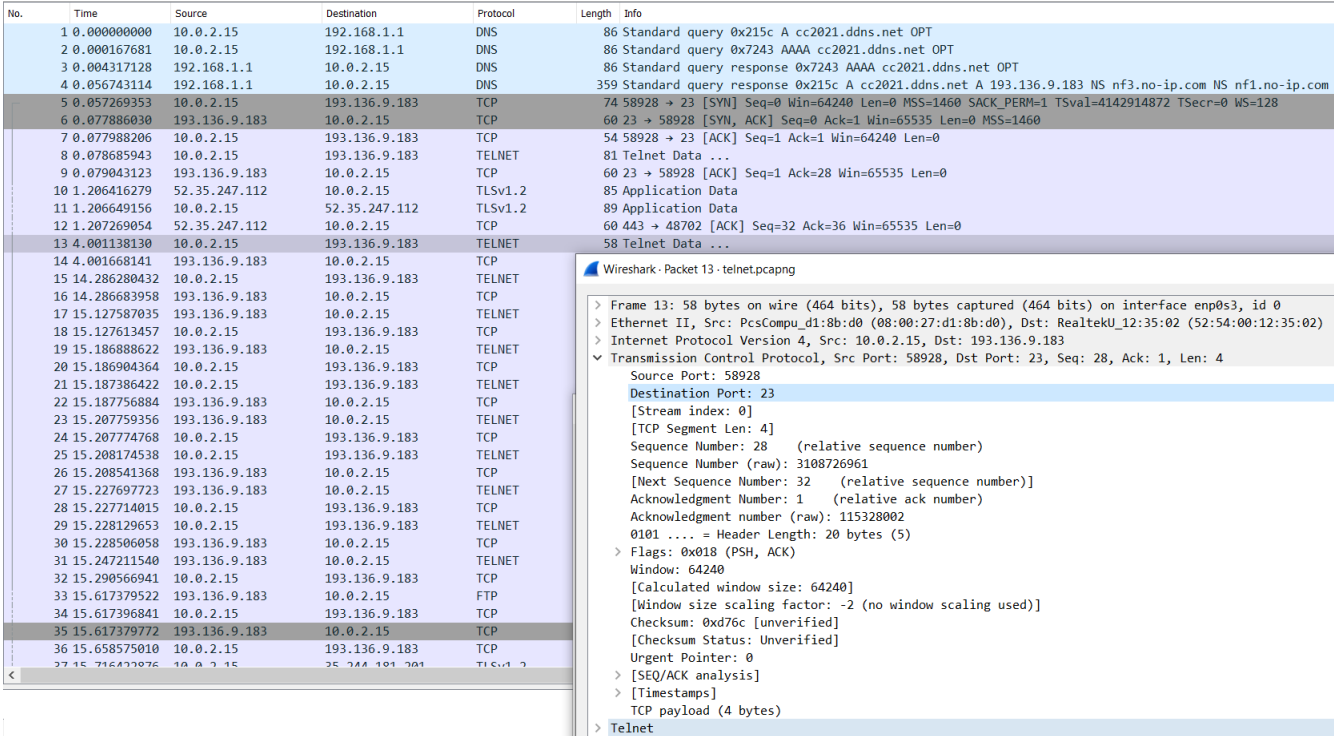 No. Time Source Destination Protocol Length Info
1 0.000000000 10.0.2.15 192.168.1.1 DNS 86 Standard query 0x215c A cc2021.ddns.net OPT
2 0.000167681 10.0.2.15 192.168.1.1 DNS 86 Standard query 0x7243 AAAA cc2021.ddns.net OPT
3 0.004317128 192.168.1.1 10.0.2.15 DNS 86 Standard query response 0x7243 AAAA cc2021.ddns.net OPT
4 0.056743114 192.168.1.1 10.0.2.15 DNS 359 Standard query response 0x215c A cc2021.ddns.net A 193.136.9.183 NS nf3.no-ip.com NS nf1.no-ip.com
5 0.057269353 10.0.2.15 193.136.9.183 TCP 74 58928 → 23 [SYN] Seq=0 Win=64240 Len=0 MSS=1460 SACK_PERM=1 TSval=4142914872 TSecr=0 WS=128
6 0.077886030 193.136.9.183 10.0.2.15 TCP 60 23 → 58928 [SYN, ACK] Seq=0 Ack=1 Win=65535 Len=0 MSS=1460
7 0.077988206 10.0.2.15 193.136.9.183 TCP 54 58928 → 23 [ACK] Seq=1 Ack=1 Win=64240 Len=0
8 0.078685943 10.0.2.15 193.136.9.183 TELNET 81 Telnet Data ...
9 0.079043123 193.136.9.183 10.0.2.15 TCP 60 23 → 58928 [ACK] Seq=1 Ack=28 Win=65535 Len=0
10 1.206416279 52.35.247.112 10.0.2.15 TLSv1.2 85 Application Data
11 1.206649156 10.0.2.15 52.35.247.112 TLSv1.2 89 Application Data
12 1.207269054 52.35.247.112 10.0.2.15 TCP 60 443 → 48702 [ACK] Seq=32 Ack=36 Win=65535 Len=0
13 4.001138130 10.0.2.15 193.136.9.183 TELNET 58 Telnet Data ...
14 4.001668141 193.136.9.183 10.0.2.15 TCP
15 14.286280432 10.0.2.15 193.136.9.183 TELNET
16 14.286683958 193.136.9.183 10.0.2.15 TCP
17 15.127587035 193.136.9.183 10.0.2.15 TELNET
18 15.127613457 10.0.2.15 193.136.9.183 TCP
19 15.186888622 193.136.9.183 10.0.2.15 TELNET
20 15.186904364 10.0.2.15 193.136.9.183 TCP
21 15.187386422 10.0.2.15 193.136.9.183 TELNET
22 15.187756884 193.136.9.183 10.0.2.15 TCP
23 15.207759356 193.136.9.183 10.0.2.15 TELNET
24 15.207774768 10.0.2.15 193.136.9.183 TCP
25 15.208174538 10.0.2.15 193.136.9.183 TELNET
26 15.208541368 193.136.9.183 10.0.2.15 TCP
27 15.227697723 193.136.9.183 10.0.2.15 TELNET
28 15.227714015 10.0.2.15 193.136.9.183 TCP
29 15.228129653 10.0.2.15 193.136.9.183 TELNET
30 15.228506058 193.136.9.183 10.0.2.15 TCP
31 15.247211540 193.136.9.183 10.0.2.15 TELNET
32 15.290566941 10.0.2.15 193.136.9.183 TCP
33 15.617379522 193.136.9.183 10.0.2.15 FTP
34 15.617396841 10.0.2.15 193.136.9.183 TCP
35 15.617379772 193.136.9.183 10.0.2.15 TCP
36 15.658575010 10.0.2.15 193.136.9.183 TCP
37 15.716422876 10.0.2.15 35.244.181.201 TLSv1.2
Wireshark · Packet 13 · telnet.pcapng
Frame 13: 58 bytes on wire (464 bits), 58 bytes captured (464 bits) on interface enp0s3, id 0
Ethernet II, Src: PcsCompu_d1:8b:d0 (08:00:27:d1:8b:d0), Dst: RealtekU_12:35:02 (52:54:00:12:35:02)
Internet Protocol Version 4, Src: 10.0.2.15, Dst: 193.136.9.183
Transmission Control Protocol, Src Port: 58928, Dst Port: 23, Seq: 28, Ack: 1, Len: 4
Source Port: 58928
Destination Port: 23
[Stream index: 0]
[TCP Segment Len: 4]
Sequence Number: 28 (relative sequence number)
Sequence Number (raw): 3108726961
[Next Sequence Number: 32 (relative sequence number)]
Acknowledgment Number: 1 (relative ack number)
Acknowledgment number (raw): 115328002
0101 .... = Header Length: 20 bytes (5)
Flags: 0x018 (PSH, ACK)
Window: 64240
[Calculated window size: 64240]
[Window size scaling factor: -2 (no window scaling used)]
Checksum: 0xd76c [unverified]
[Checksum Status: Unverified]
Urgent Pointer: 0
[SEQ/ACK analysis]
[Timestamps]
TCP payload (4 bytes)
Telnet